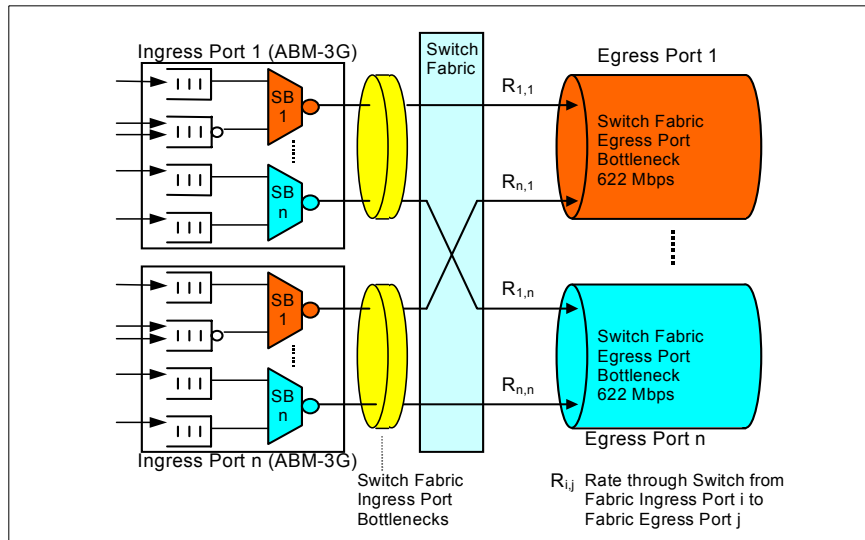 Ingress Port 1 (ABM-3G)
SB
1
SB
n
Switch
Fabric
R1,1
Rn,1
Egress Port 1
Switch Fabric
Egress Port
Bottleneck
622 Mbps
SB
1
SB
n
Ingress Port n (ABM-3G)
R1,n
Rn,n
Switch Fabric
Egress Port
Bottleneck
622 Mbps
Egress Port n
Switch Fabric
Ingress Port
Bottlenecks
Ri,j Rate through Switch from
Fabric Ingress Port i to
Fabric Egress Port j